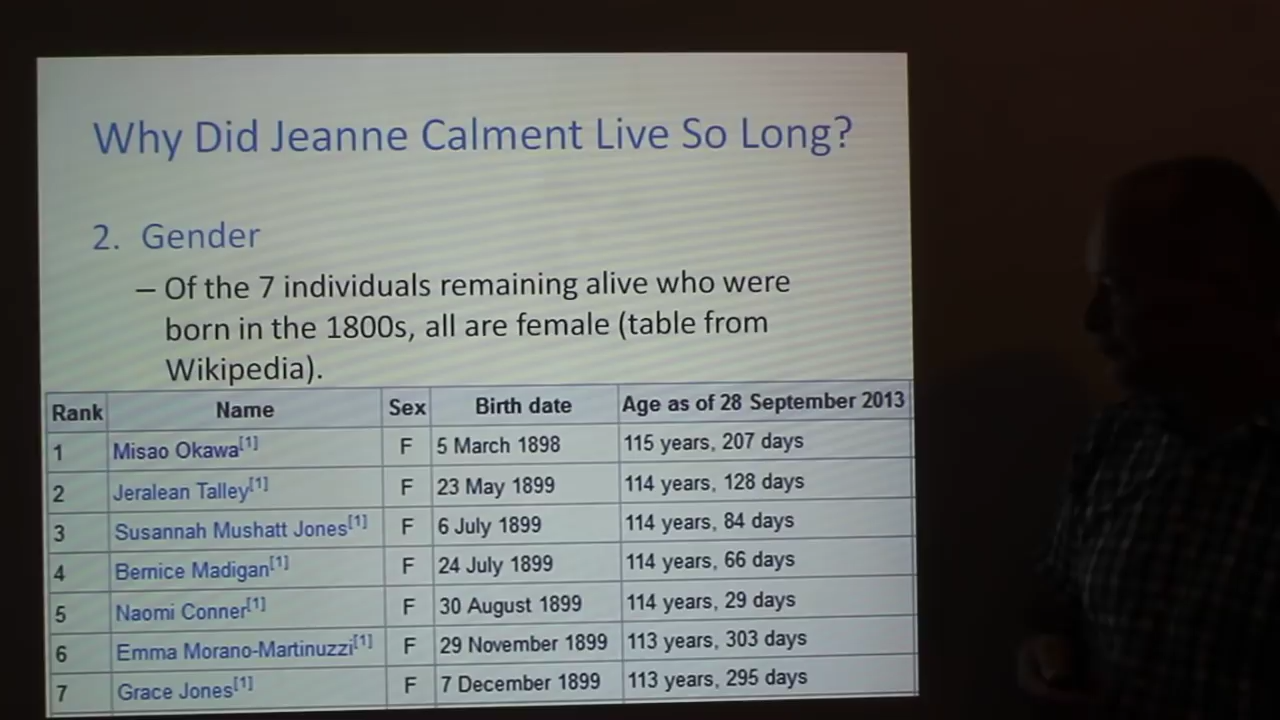 Why Did Jeanne Calment Live So Long?
2. Gender
– Of the 7 individuals remaining alive who were
born in the 1800s, all are female (table from
Wikipedia).
Rank Name Sex Birth date Age as of 28 September 2013
1 Misao Okawa[1] F 5 March 1898 115 years, 207 days
2 Jeralean Talley[1] F 23 May 1899 114 years, 128 days
3 Susannah Mushatt Jones[1] F 6 July 1899 114 years, 84 days
4 Bernice Madigan[1] F 24 July 1899 114 years, 66 days
5 Naomi Conner[1] F 30 August 1899 114 years, 29 days
6 Emma Morano-Martinuzzi[1] F 29 November 1899 113 years, 303 days
7 Grace Jones[1] F 7 December 1899 113 years, 295 days